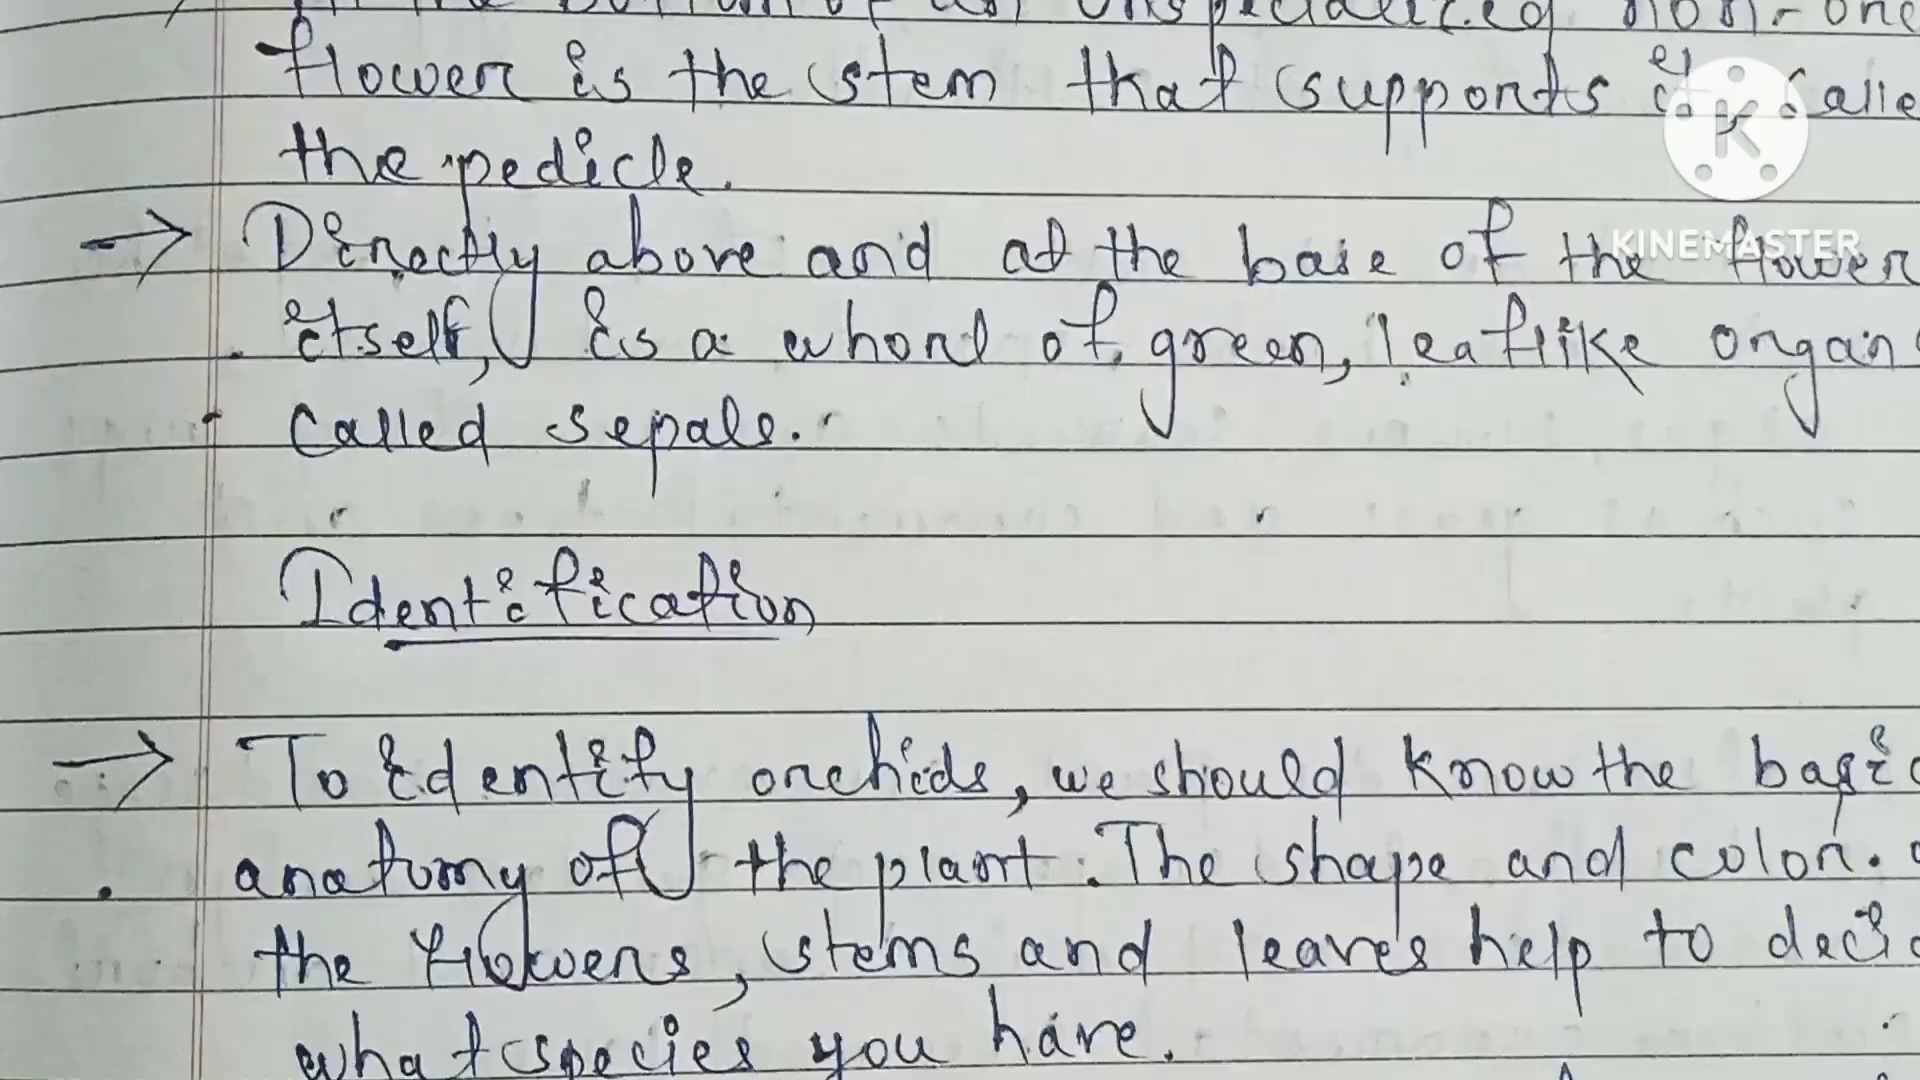 unspecialized non-
flower is the stem that supports it calle
the pedicle.
→ Directly above and at the base of the flower
itself, is a whorl of green, leaflike organ
called sepals.
Identification
→ To identify orchids, we should know the basic
anatomy of the plant. The shape and color.
the flowers, stems and leaves help to deci
what species you have.
KINEMASTER